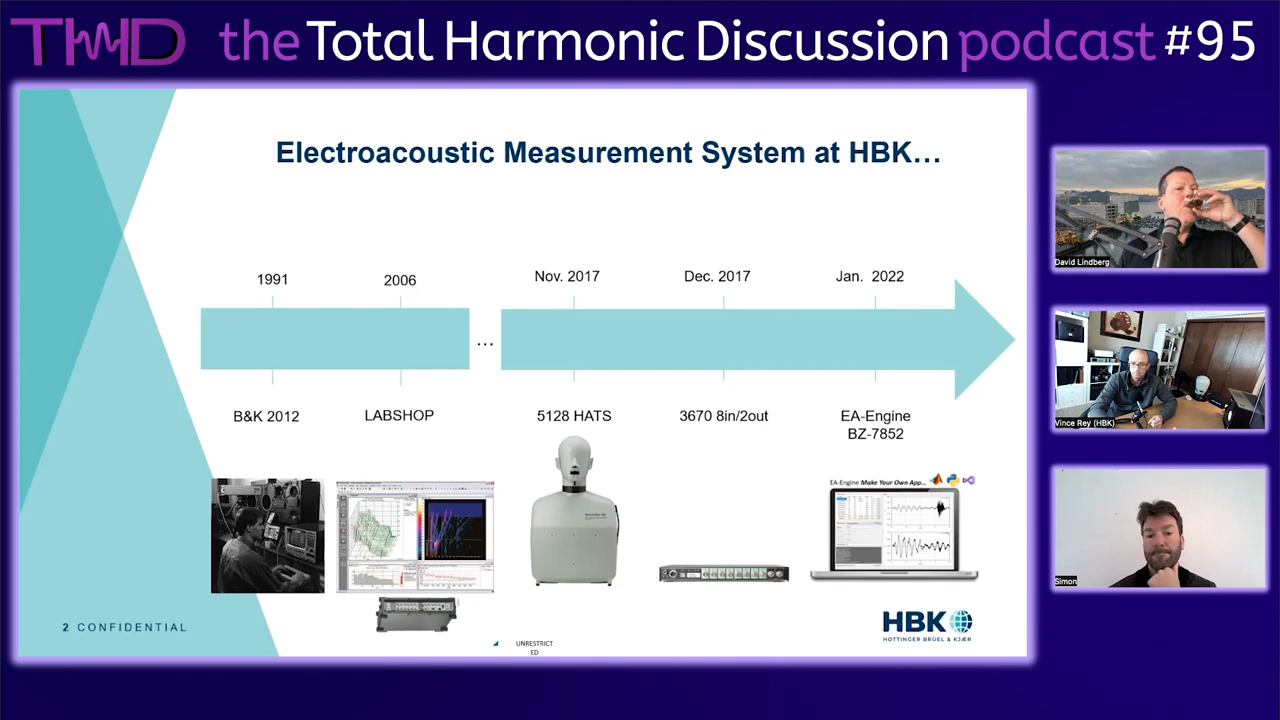 THD the Total Harmonic Discussion podcast #95
Electroacoustic Measurement System at HBK...
1991
2006
Nov. 2017
Dec. 2017
Jan. 2022
...
B&K 2012
LABSHOP
5128 HATS
3670 8in/2out
EA-Engine
BZ-7852
EA-Engine Make Your Own App...
2 CONFIDENTIAL
UNRESTRICT
ED
HBK
HOTTINGER BRÜEL & KJÆR
David Lindberg
Vince Rey (HBK)
Simon